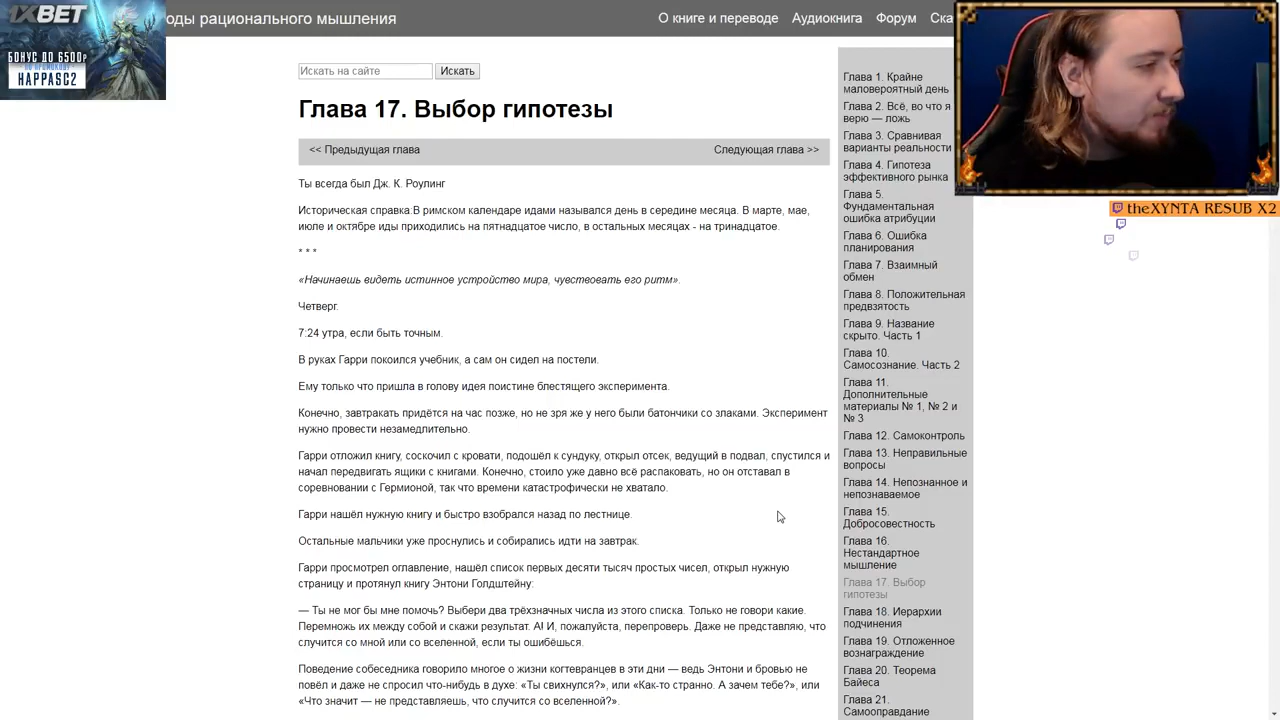 1XBET
БОНУС ДО 6500₽
ПО ПРОМОКОДУ
HAPPASC2
оды рационального мышления
О книге и переводе
Аудиокнига
Форум
Ска
Искать на сайте
Искать
Глава 17. Выбор гипотезы
<< Предыдущая глава
Следующая глава >>
Ты всегда был Дж. К. Роулинг
Историческая справка:В римском календаре идами назывался день в середине месяца. В марте, мае,
июле и октябре иды приходились на пятнадцатое число, в остальных месяцах - на тринадцатое.
* * *
«Начинаешь видеть истинное устройство мира, чувствовать его ритм».
Четверг.
7:24 утра, если быть точным.
В руках Гарри покоился учебник, а сам он сидел на постели.
Ему только что пришла в голову идея поистине блестящего эксперимента.
Конечно, завтракать придётся на час позже, но не зря же у него были батончики со злаками. Эксперимент
нужно провести незамедлительно.
Гарри отложил книгу, соскочил с кровати, подошёл к сундуку, открыл отсек, ведущий в подвал, спустился и
начал передвигать ящики с книгами. Конечно, стоило уже давно всё распаковать, но он отставал в
соревновании с Гермионой, так что времени катастрофически не хватало.
Гарри нашёл нужную книгу и быстро взобрался назад по лестнице.
Остальные мальчики уже проснулись и собирались идти на завтрак.
Гарри просмотрел оглавление, нашёл список первых десяти тысяч простых чисел, открыл нужную
страницу и протянул книгу Энтони Голдштейну:
— Ты не мог бы мне помочь? Выбери два трёхзначных числа из этого списка. Только не говори какие.
Перемножь их между собой и скажи результат. А! И, пожалуйста, перепроверь. Даже не представляю, что
случится со мной или со вселенной, если ты ошибёшься.
Поведение собеседника говорило многое о жизни когтевранцев в эти дни — ведь Энтони и бровью не
повёл и даже не спросил что-нибудь в духе: «Ты свихнулся?», или «Как-то странно. А зачем тебе?», или
«Что значит — не представляешь, что случится со вселенной?».
Глава 1. Крайне
маловероятный день
Глава 2. Всё, во что я
верю — ложь
Глава 3. Сравнивая
варианты реальности
Глава 4. Гипотеза
эффективного рынка
Глава 5.
Фундаментальная
ошибка атрибуции
Глава 6. Ошибка
планирования
Глава 7. Взаимный
обмен
Глава 8. Положительная
предвзятость
Глава 9. Название
скрыто. Часть 1
Глава 10.
Самосознание. Часть 2
Глава 11.
Дополнительные
материалы № 1, № 2 и
№ 3
Глава 12. Самоконтроль
Глава 13. Неправильные
вопросы
Глава 14. Непознанное и
непознаваемое
Глава 15.
Добросовестность
Глава 16.
Нестандартное
мышление
Глава 17. Выбор
гипотезы
Глава 18. Иерархии
подчинения
Глава 19. Отложенное
вознаграждение
Глава 20. Теорема
Байеса
Глава 21.
Самооправдание
theXYNTA RESUB X2